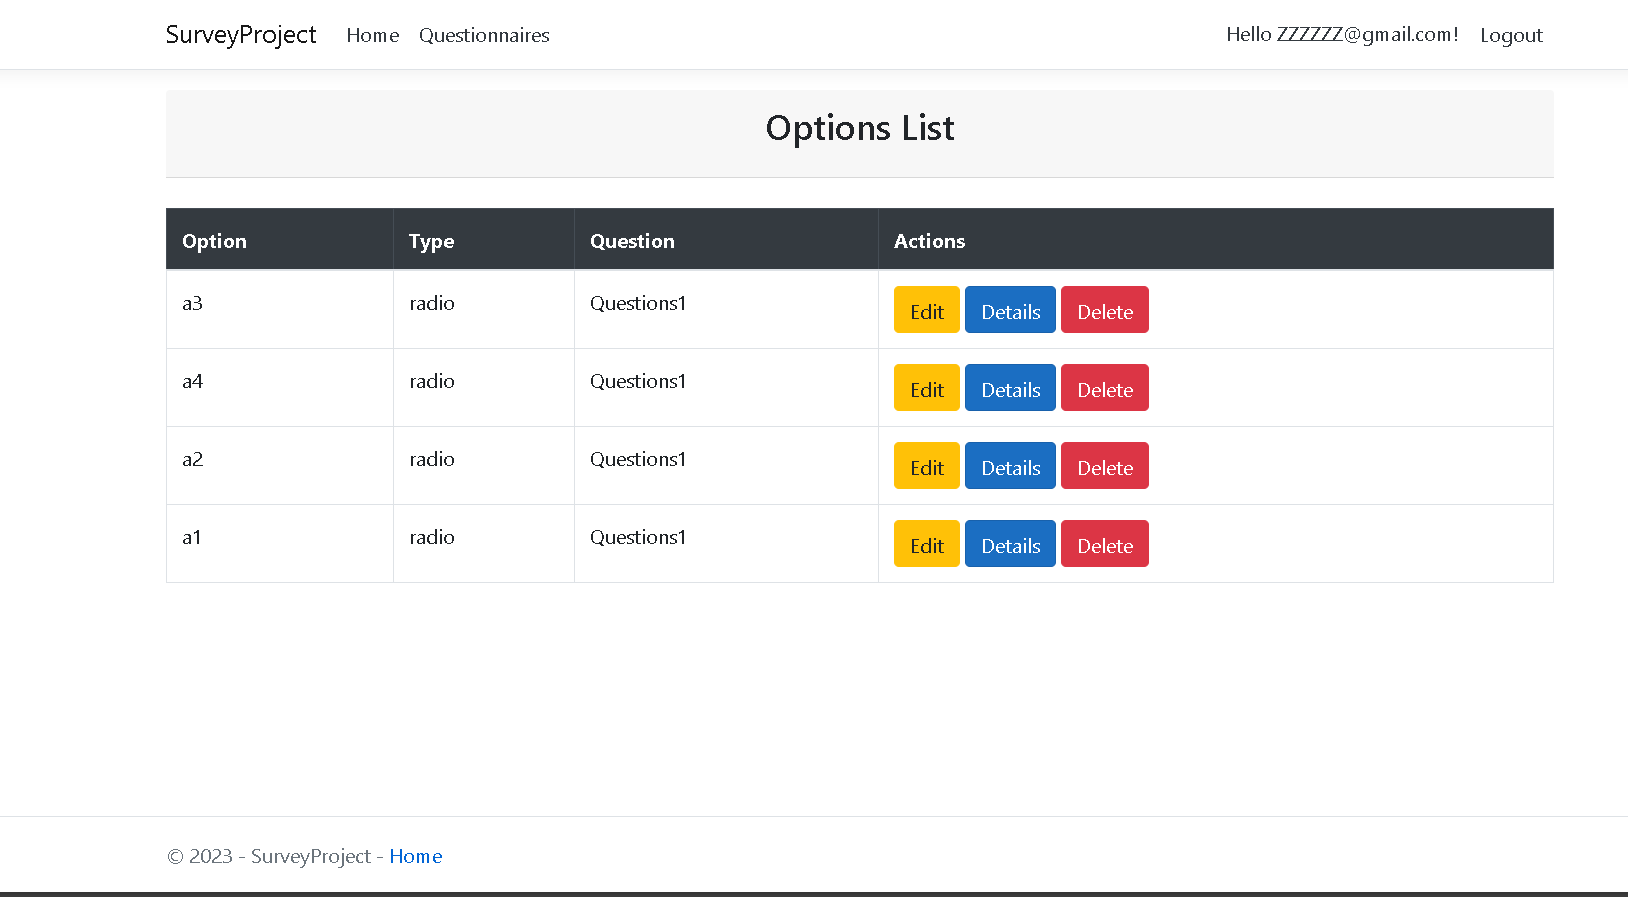 SurveyProject Home Questionnaires Hello ZZZZZZ@gmail.com! Logout
Options List
Option Type Question Actions
a3 radio Questions1 Edit Details Delete
a4 radio Questions1 Edit Details Delete
a2 radio Questions1 Edit Details Delete
a1 radio Questions1 Edit Details Delete
© 2023 - SurveyProject - Home